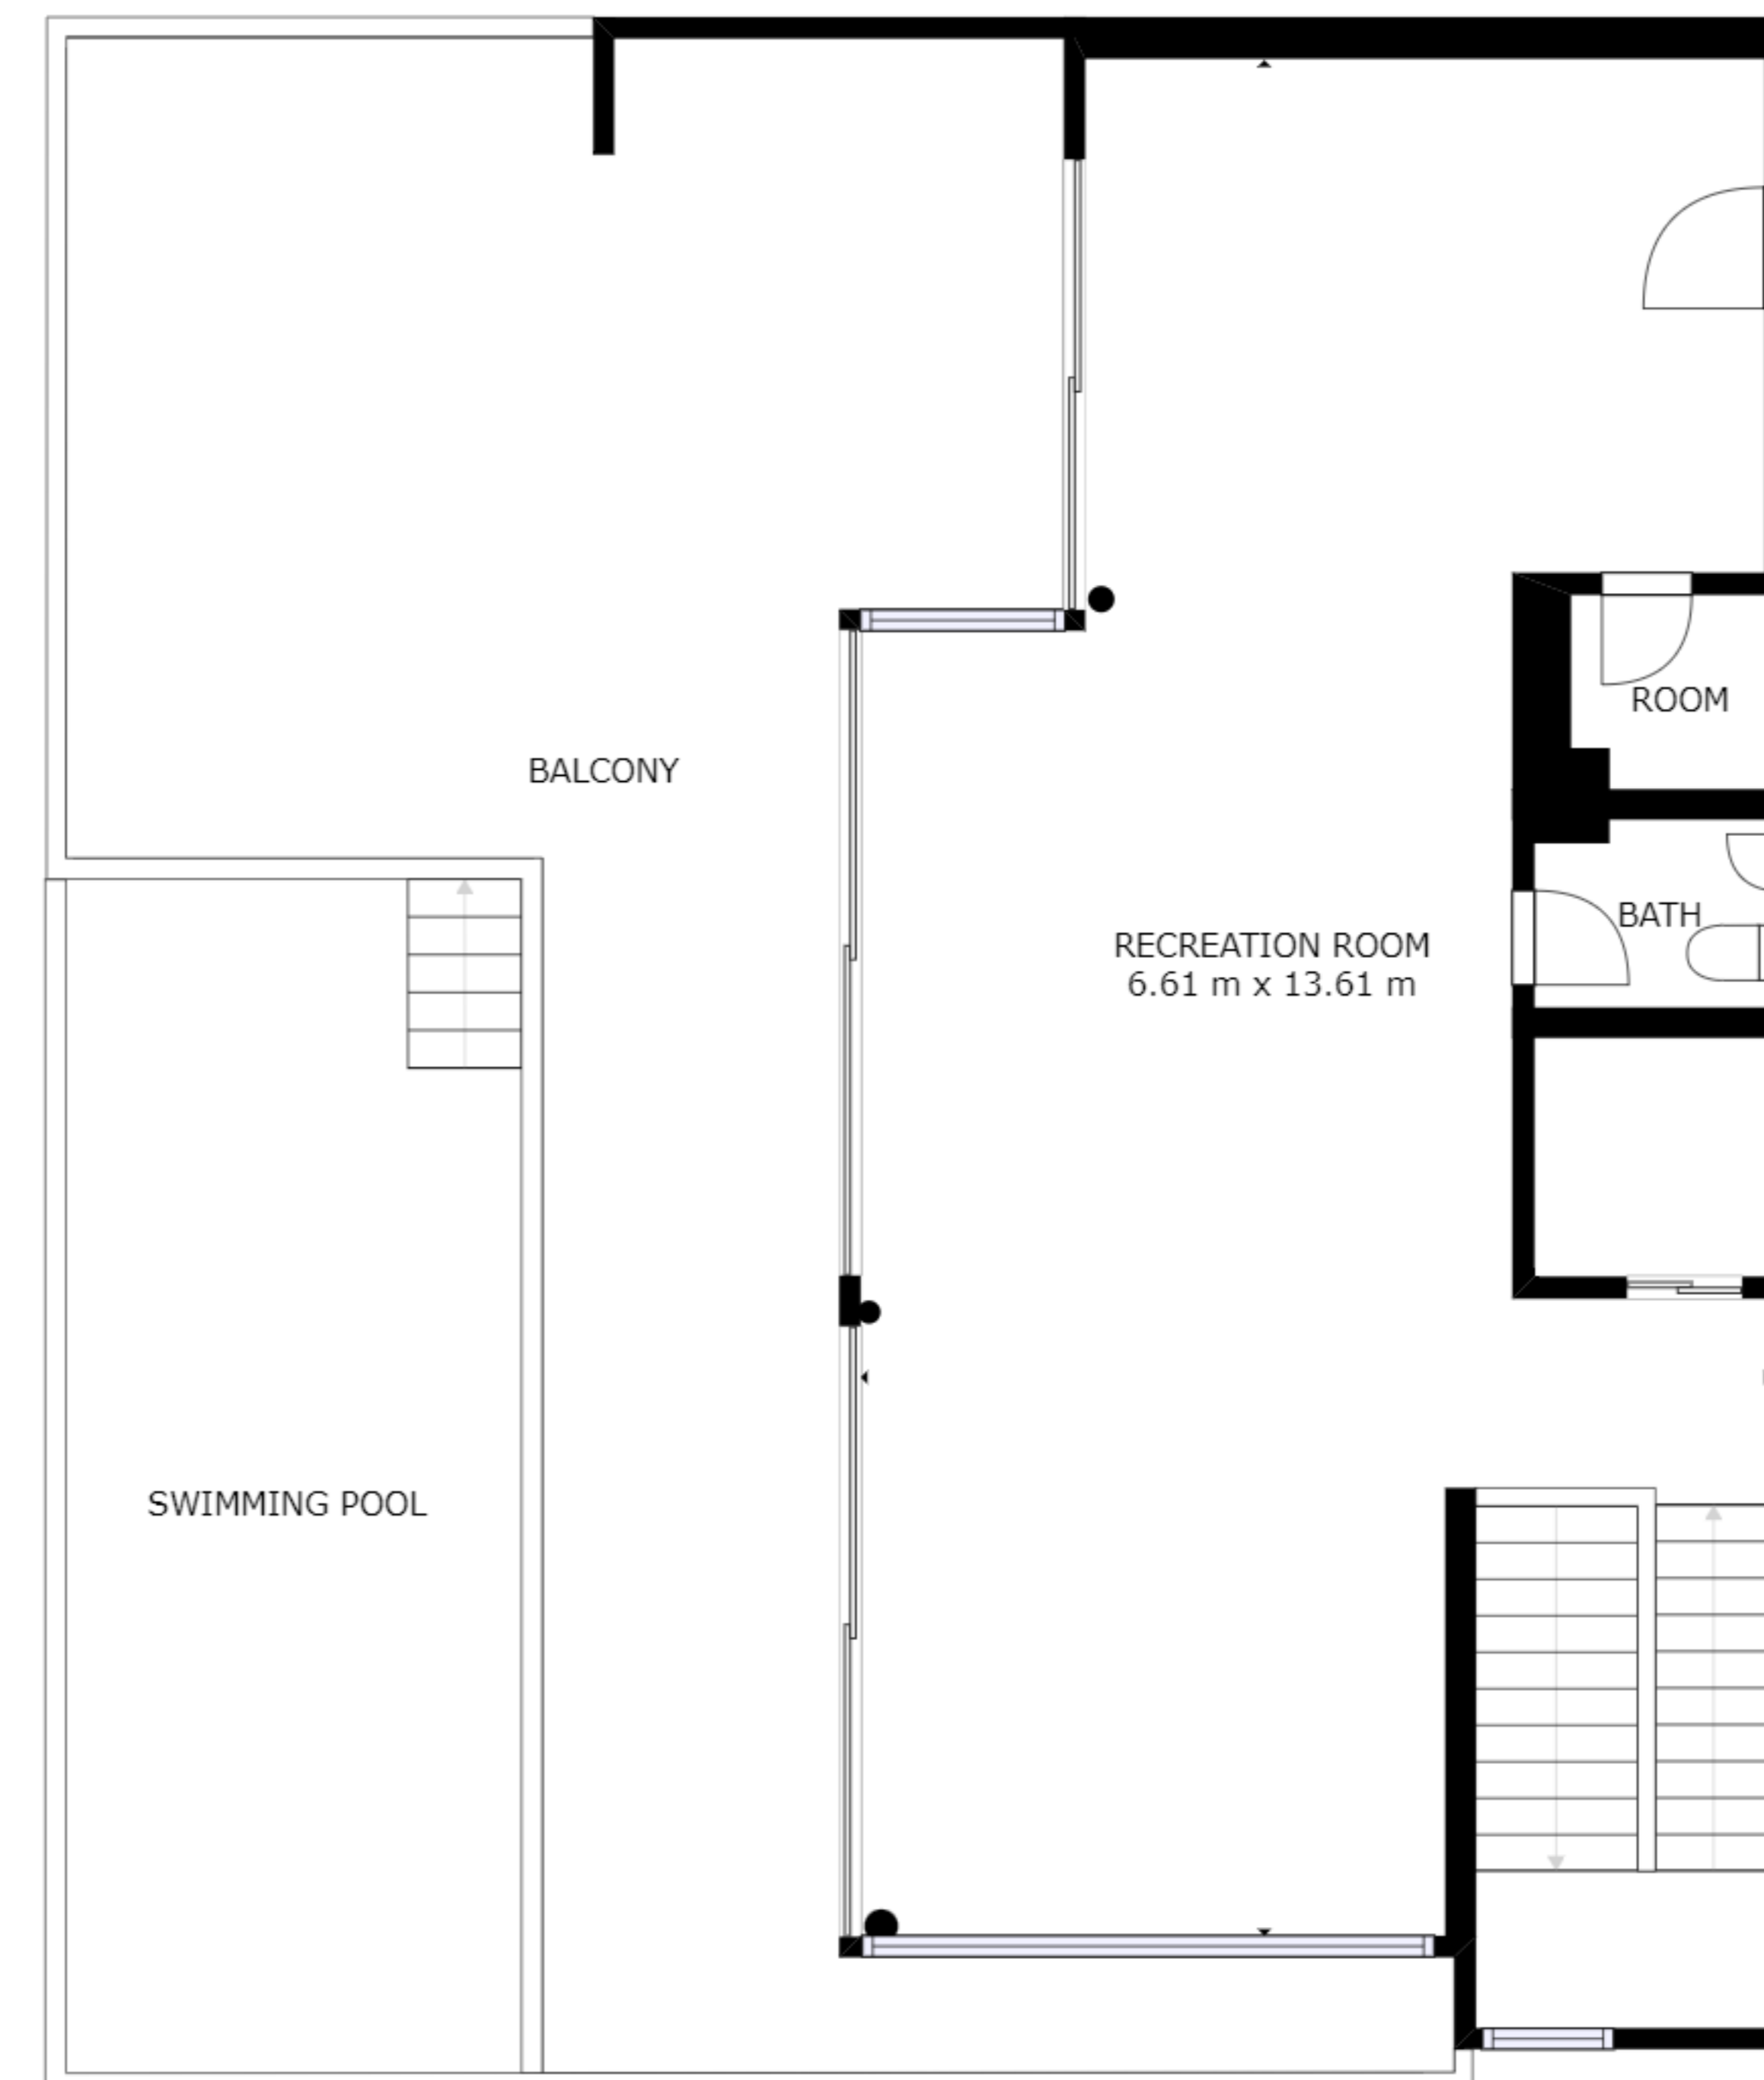 ROOM
BALCONY
BATH
RECREATION ROOM
6.61 m x 13.61 m
SWIMMING POOL